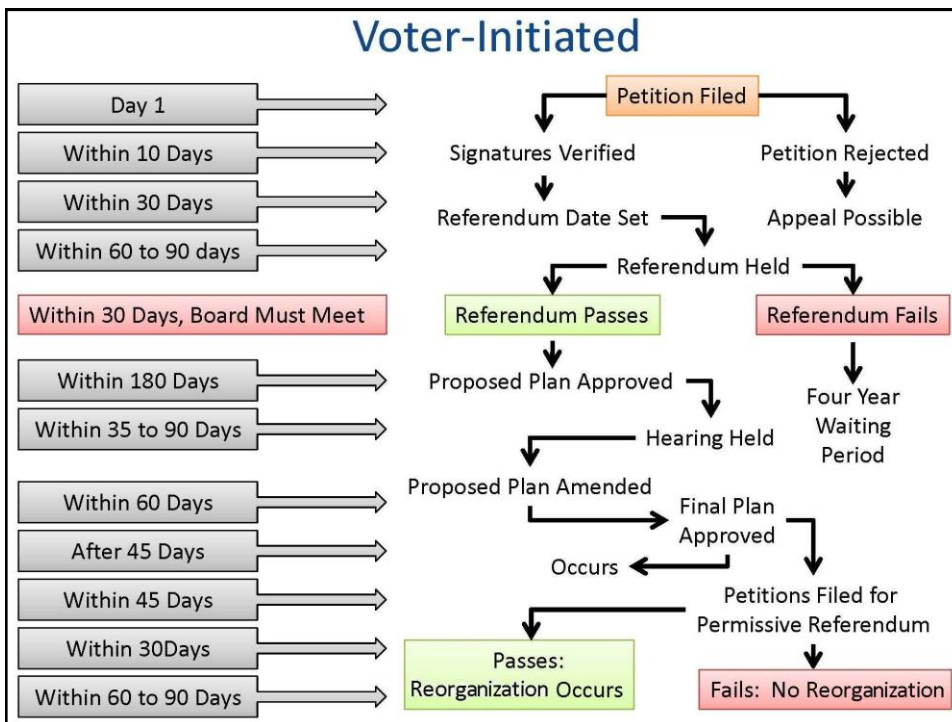 Voter-Initiated
Day 1
Petition Filed
Within 10 Days
Signatures Verified
Petition Rejected
Within 30 Days
Referendum Date Set
Appeal Possible
Within 60 to 90 days
Referendum Held
Within 30 Days, Board Must Meet
Referendum Passes
Referendum Fails
Within 180 Days
Proposed Plan Approved
Four Year
Waiting
Period
Within 35 to 90 Days
Hearing Held
Within 60 Days
Proposed Plan Amended
Final Plan
Approved
After 45 Days
Occurs
Within 45 Days
Petitions Filed for
Permissive Referendum
Within 30Days
Passes:
Reorganization Occurs
Within 60 to 90 Days
Fails: No Reorganization